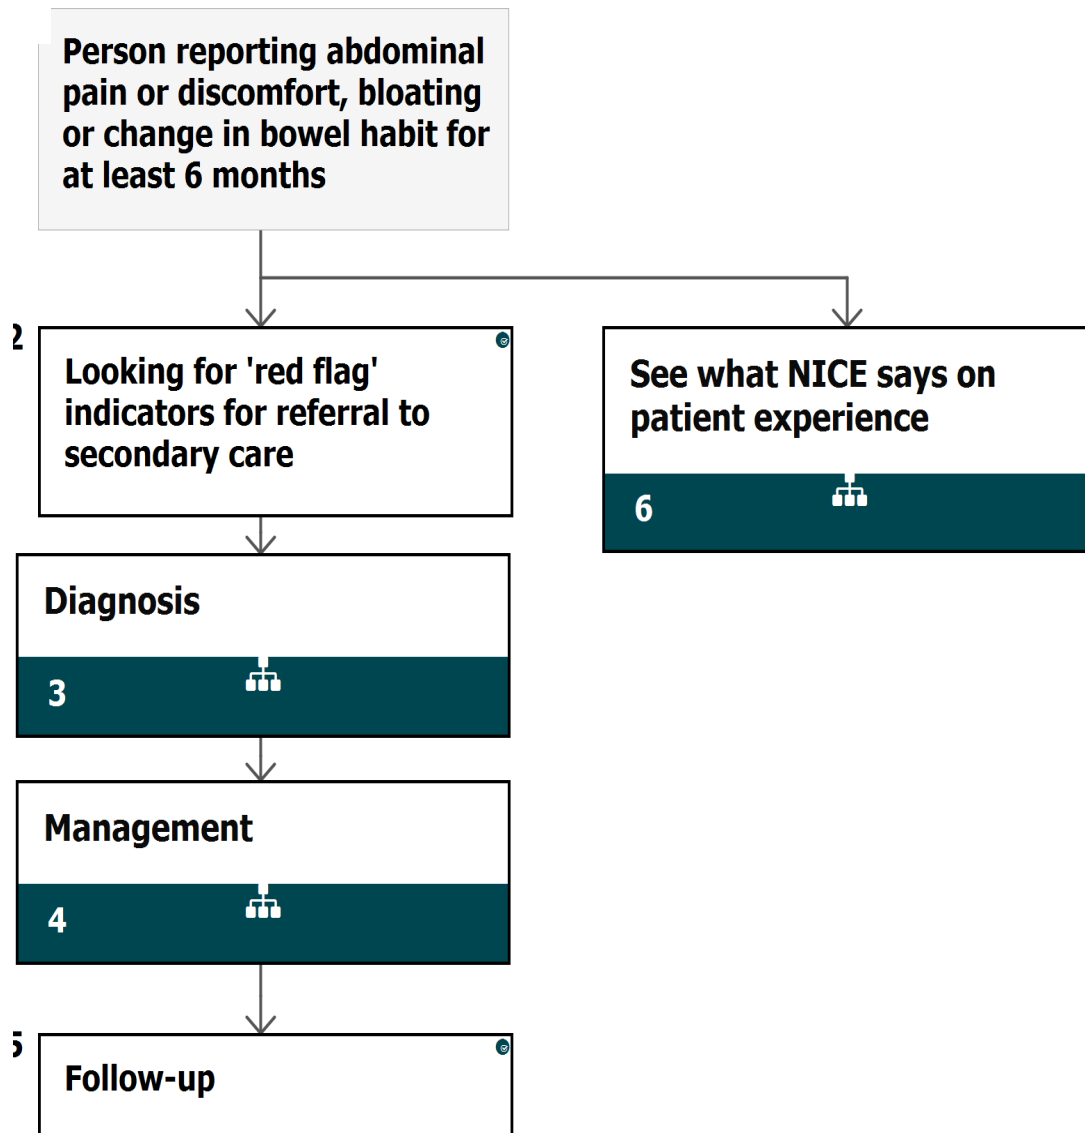 Person reporting abdominal
pain or discomfort, bloating
or change in bowel habit for
at least 6 months
2
Looking for 'red flag'
indicators for referral to
secondary care
See what NICE says on
patient experience
6
Diagnosis
3
Management
4
5
Follow-up